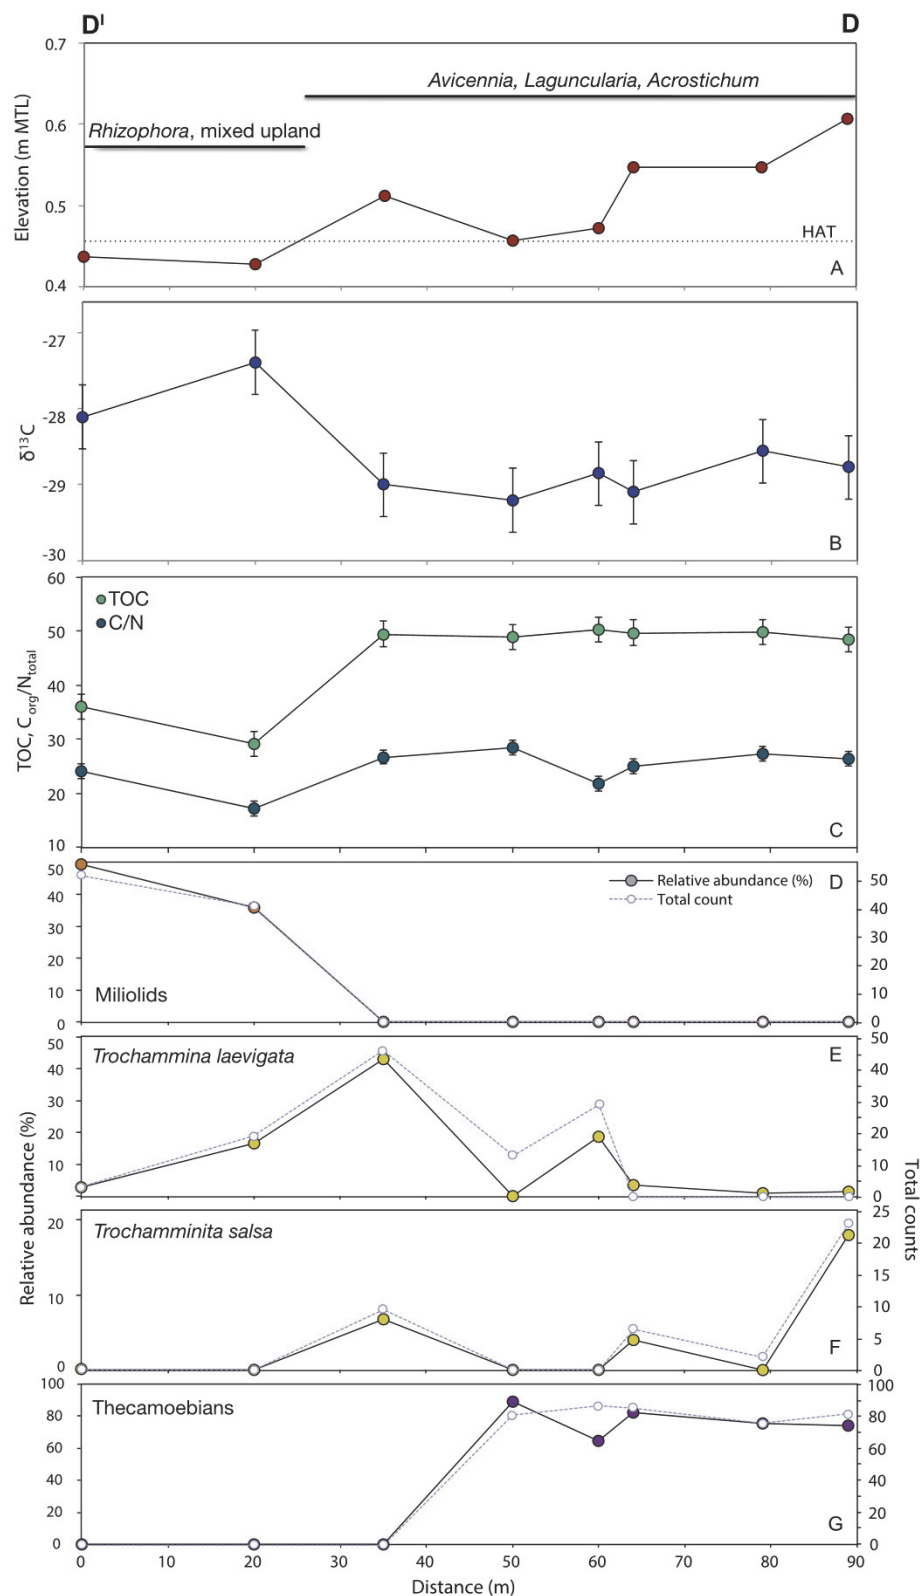 D' D
0.7
0.6
0.5
0.4
Elevation (m MTL)
Avicennia, Laguncularia, Acrostichum
Rhizophora, mixed upland
HAT
A
-27
-28
-29
-30
δ¹³C
B
60
50
40
30
20
10
TOC, Corg/Ntotal
TOC
C/N
C
50
40
30
20
10
0
Relative abundance (%)
Total count
D
Miliolids
50
40
30
20
10
0
50
40
30
20
10
Trochammina laevigata
E
50
40
30
20
10
0
Relative abundance (%)
Total counts
20
10
0
Trochamminita salsa
F
25
20
15
10
5
0
100
80
60
40
20
0
Thecamoebians
G
100
80
60
40
20
0
0 10 20 30 40 50 60 70 80 90
Distance (m)